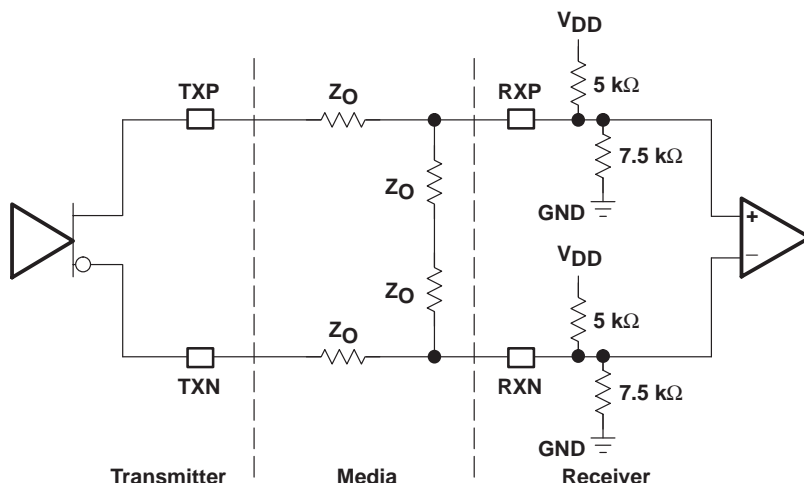 VDD
TXP
ZO
RXP
5 kΩ
7.5 kΩ
ZO
GND
+
VDD
–
ZO
ZO
5 kΩ
TXN
RXN
7.5 kΩ
GND
Transmitter
Media
Receiver